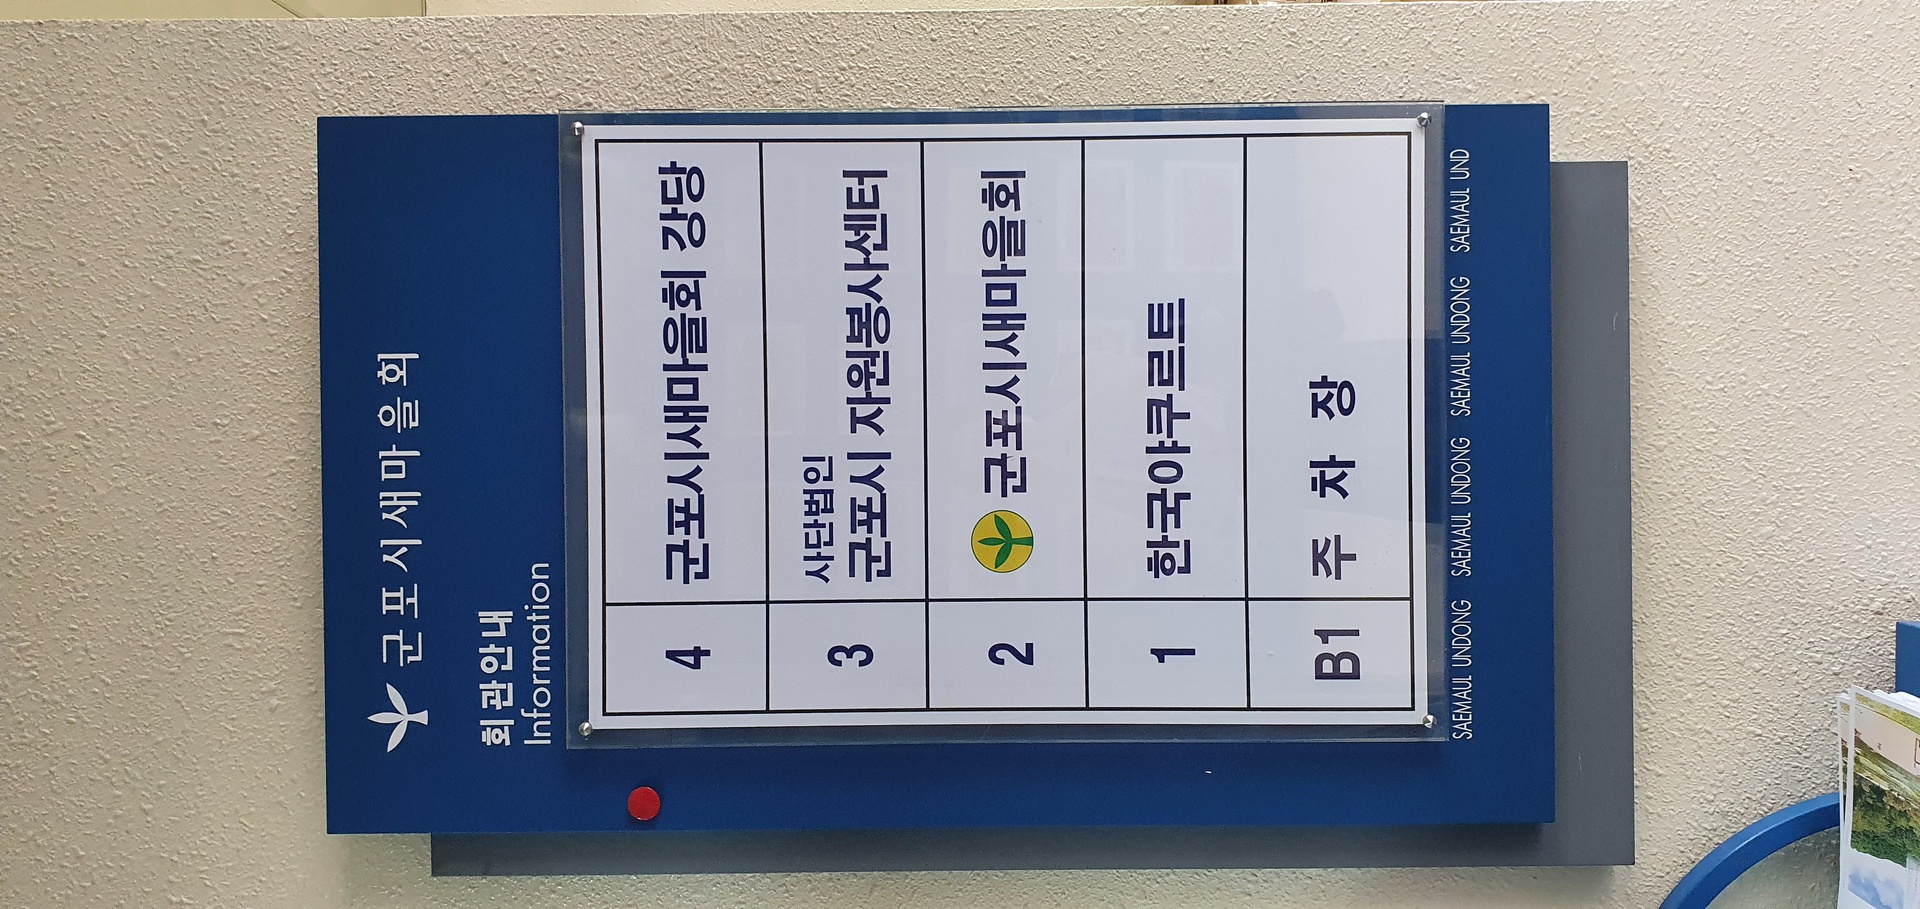 군포시새마을회
회관안내
Information
4 군포시새마을회 강당
사단법인
3 군포시 자원봉사센터
2 군포시새마을회
1 한국야쿠르트
B1 주 차 장
SAEMAUL UNDONG SAEMAUL UNDONG SAEMAUL UNDONG SAEMAUL UND